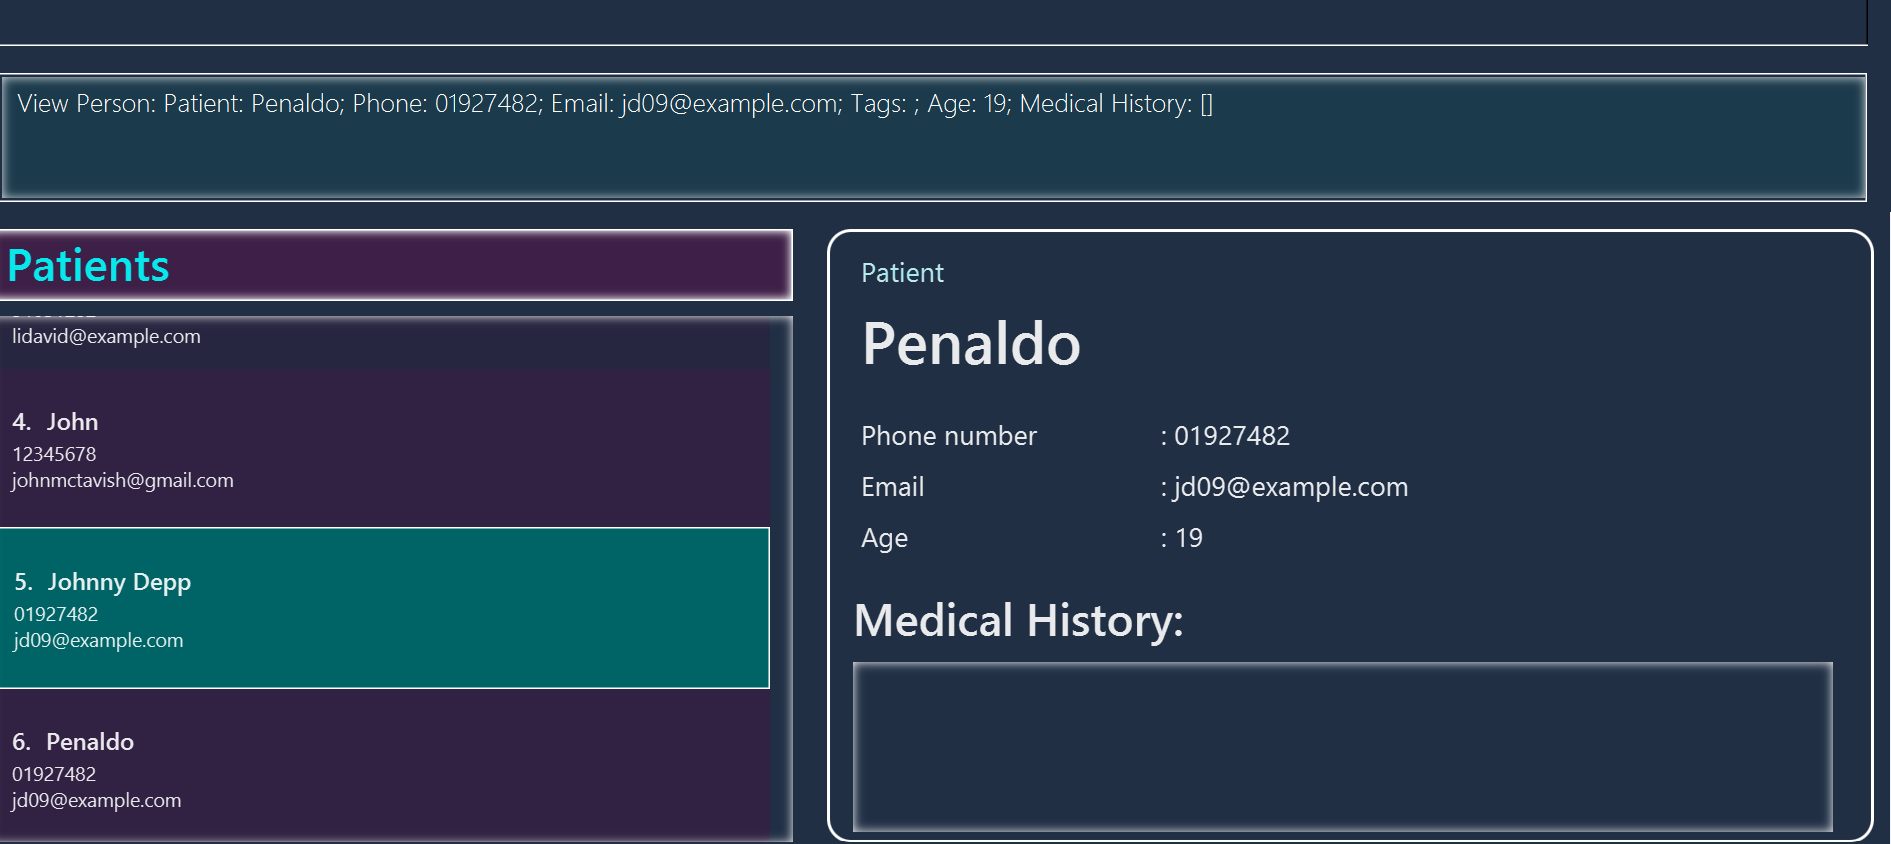 View Person: Patient: Penaldo; Phone: 01927482; Email: jd09@example.com; Tags: ; Age: 19; Medical History: []
Patients
lidavid@example.com
4. John
12345678
johnmctavish@gmail.com
5. Johnny Depp
01927482
jd09@example.com
6. Penaldo
01927482
jd09@example.com
Patient
Penaldo
Phone number : 01927482
Email : jd09@example.com
Age : 19
Medical History: